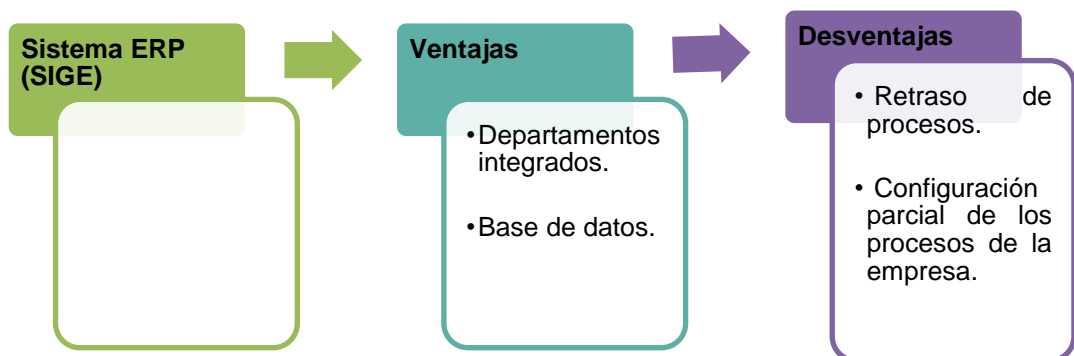 Sistema ERP
(SIGE)
Ventajas
•Departamentos
integrados.
•Base de datos.
Desventajas
• Retraso de
procesos.
• Configuración
parcial de los
procesos de la
empresa.